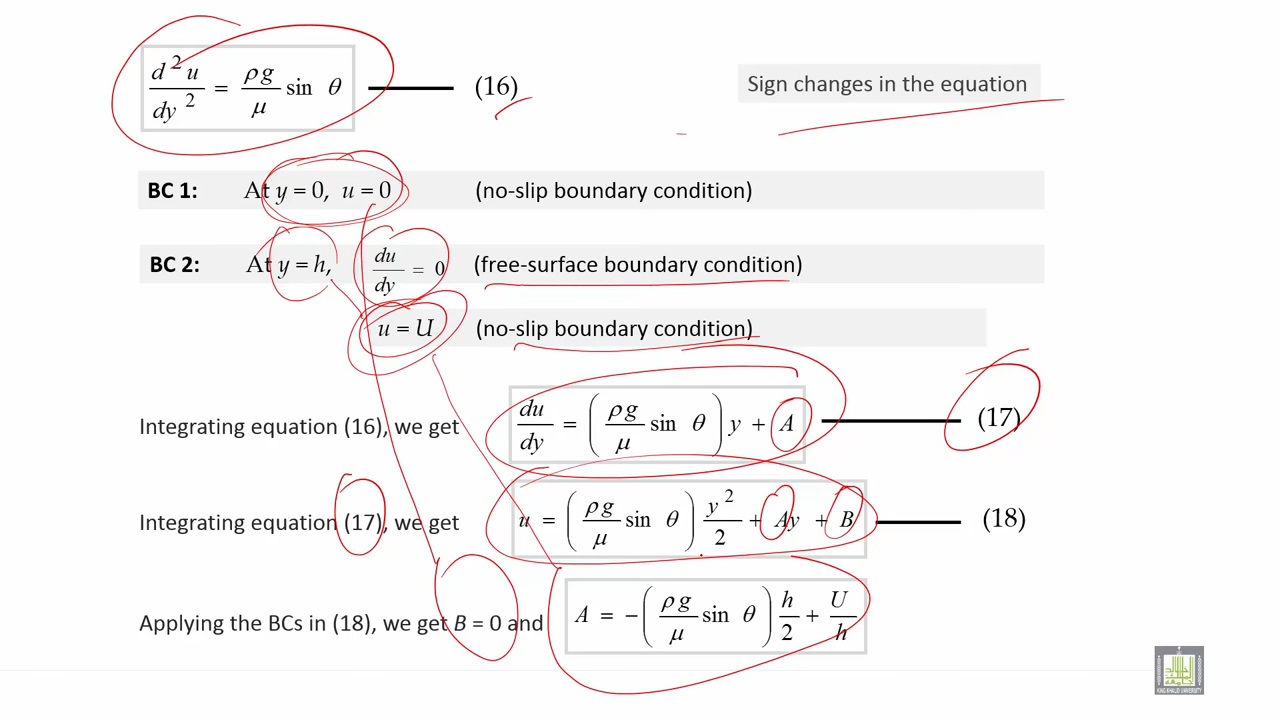 d²u/dy² = ρg/μ sin θ (16)
Sign changes in the equation
BC 1: At y = 0, u = 0 (no-slip boundary condition)
BC 2: At y = h, du/dy = 0 (free-surface boundary condition)
u = U (no-slip boundary condition)
Integrating equation (16), we get du/dy = (ρg/μ sin θ) y + A (17)
Integrating equation (17), we get u = (ρg/μ sin θ) y²/2 + Ay + B (18)
Applying the BCs in (18), we get B = 0 and A = −(ρg/μ sin θ) h/2 + U/h
KING KHALID UNIVERSITY